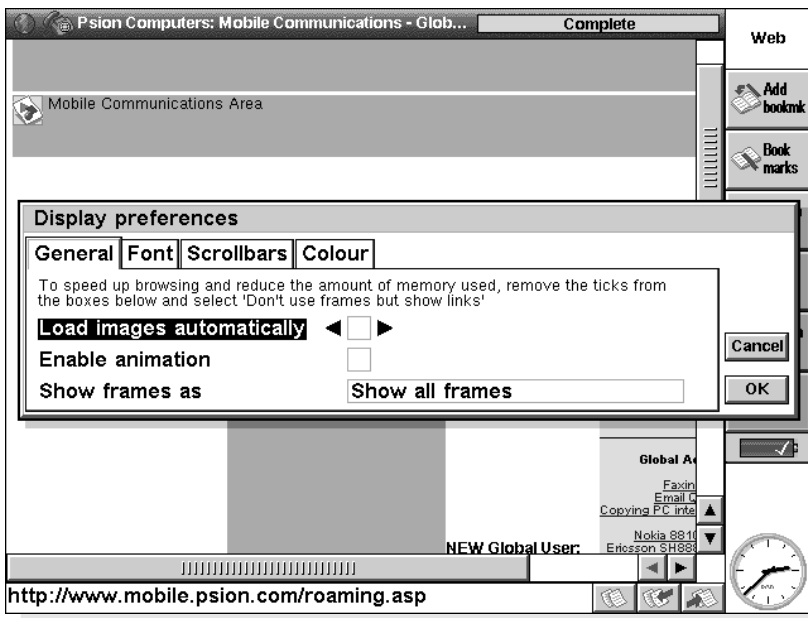 Psion Computers: Mobile Communications - Glob...
Complete
Web
Mobile Communications Area
Add
bookmk
Book
marks
Display preferences
General
Font
Scrollbars
Colour
To speed up browsing and reduce the amount of memory used, remove the ticks from
the boxes below and select 'Don't use frames but show links'
Load images automatically
Enable animation
Show frames as
Show all frames
Cancel
OK
Global
Faxin
Email
Copying PC inte
Nokia 881
NEW Global User:
Ericsson SH88
http://www.mobile.psion.com/roaming.asp